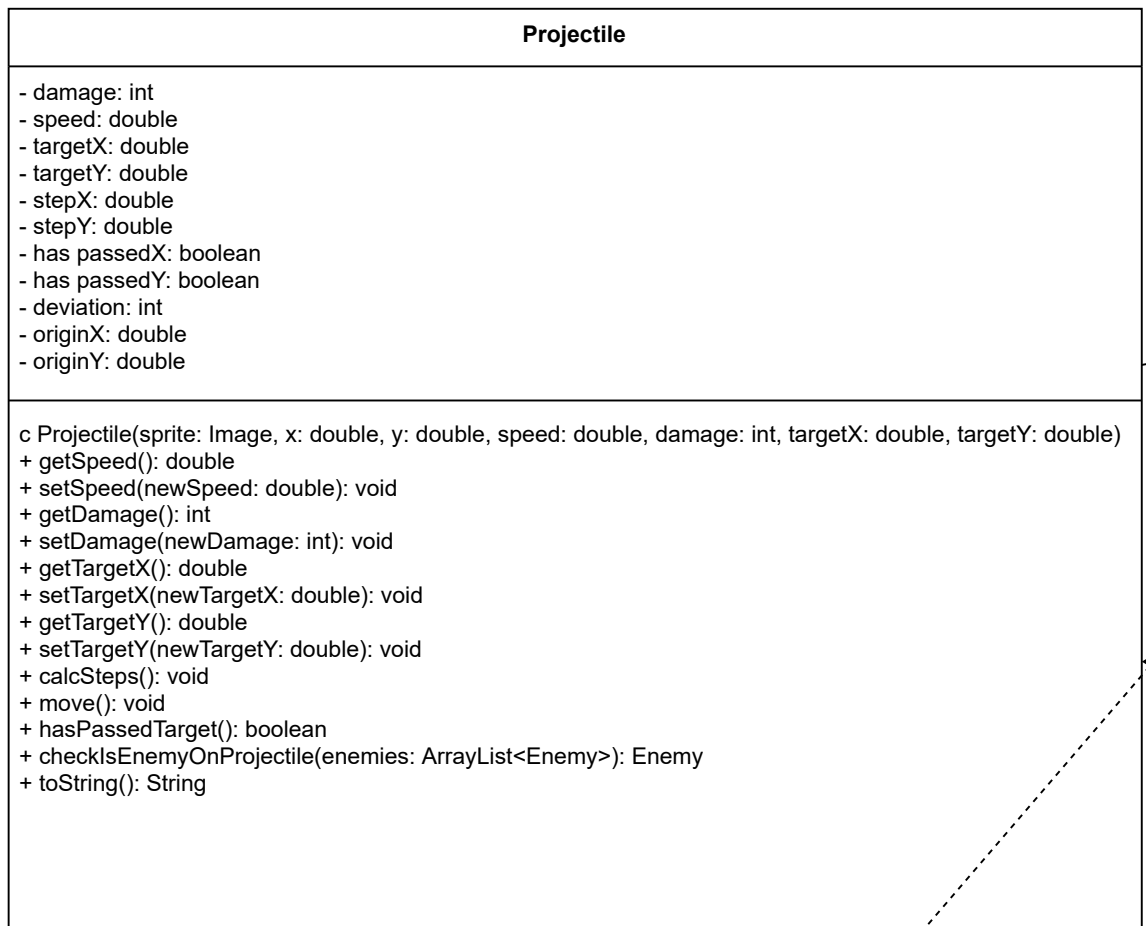 Projectile
- damage: int
- speed: double
- targetX: double
- targetY: double
- stepX: double
- stepY: double
- has passedX: boolean
- has passedY: boolean
- deviation: int
- originX: double
- originY: double
c Projectile(sprite: Image, x: double, y: double, speed: double, damage: int, targetX: double, targetY: double)
+ getSpeed(): double
+ setSpeed(newSpeed: double): void
+ getDamage(): int
+ setDamage(newDamage: int): void
+ getTargetX(): double
+ setTargetX(newTargetX: double): void
+ getTargetY(): double
+ setTargetY(newTargetY: double): void
+ calcSteps(): void
+ move(): void
+ hasPassedTarget(): boolean
+ checkIsEnemyOnProjectile(enemies: ArrayList<Enemy>): Enemy
+ toString(): String